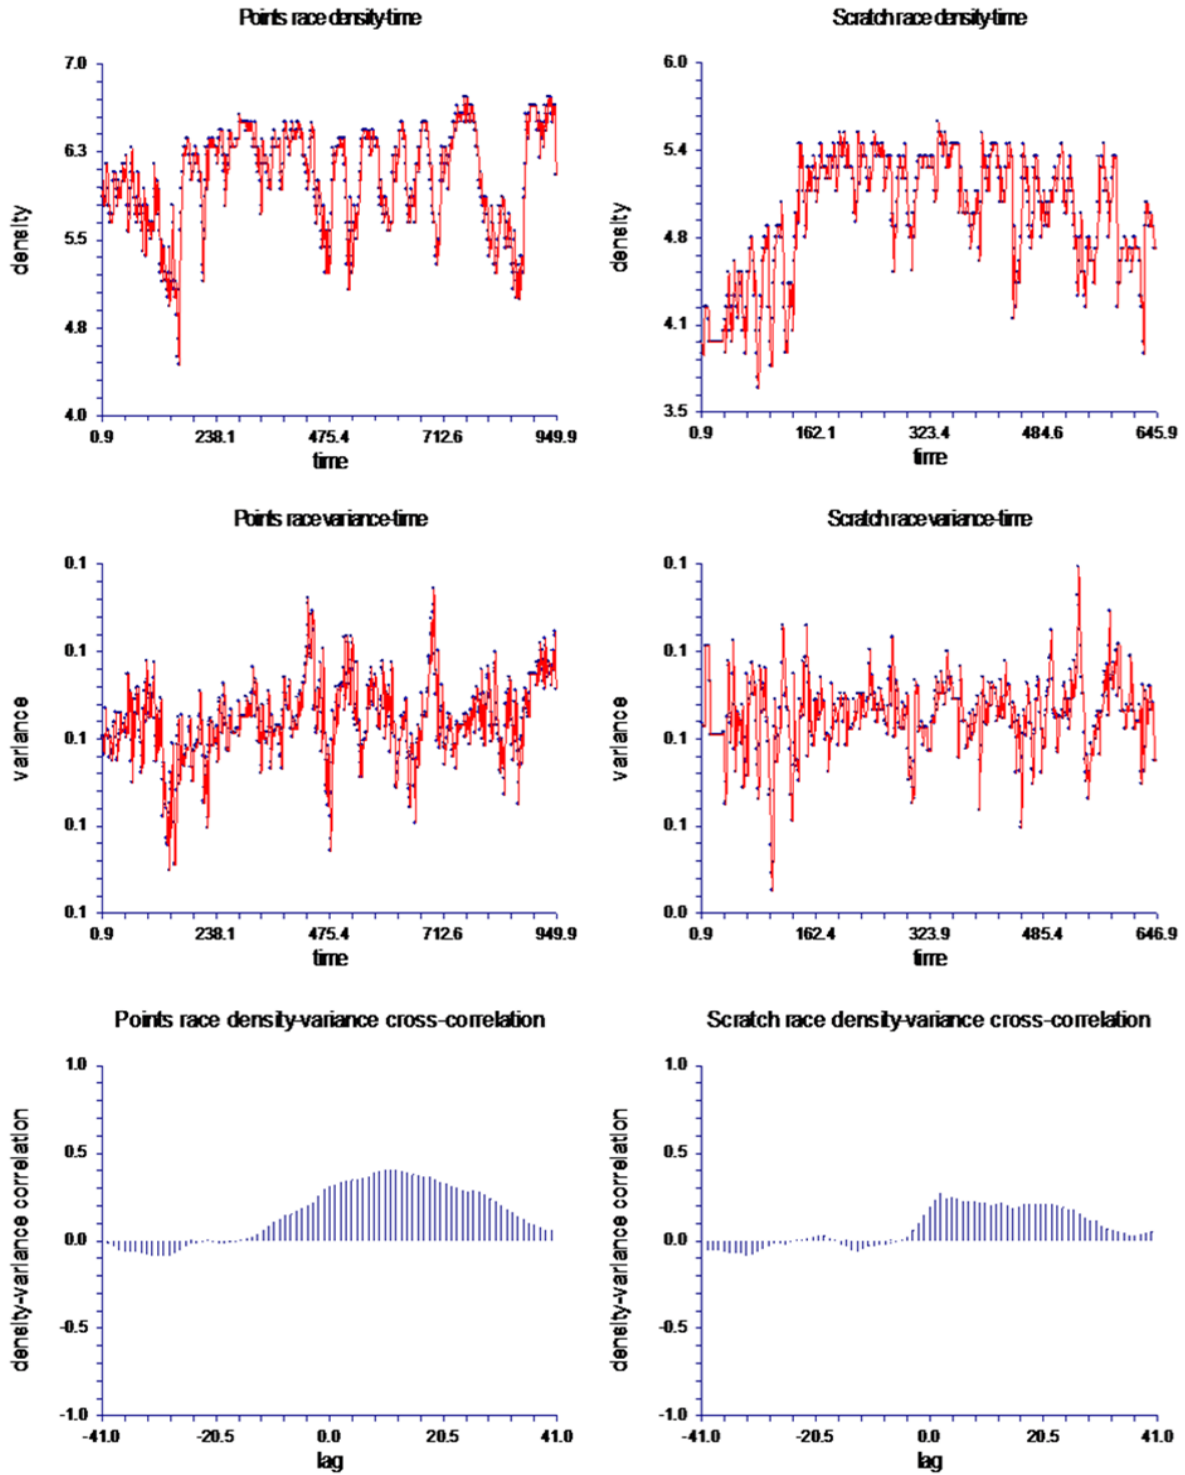 Points race density-time
Scratch race density-time
7.0
6.3
5.5
4.8
4.0
density
0.9 238.1 475.4 712.6 949.9
time
6.0
5.4
4.8
4.1
3.5
density
0.9 162.1 323.4 484.6 645.9
time
Points race variance-time
Scratch race variance-time
0.1
0.1
0.1
0.1
0.1
variance
0.9 238.1 475.4 712.6 949.9
time
0.1
0.1
0.1
0.1
0.0
variance
0.9 162.4 323.9 485.4 646.9
time
Points race density-variance cross-correlation
Scratch race density-variance cross-correlation
1.0
0.5
0.0
-0.5
-1.0
density-variance correlation
-41.0 -20.5 0.0 20.5 41.0
lag
1.0
0.5
0.0
-0.5
-1.0
density-variance correlation
-41.0 -20.5 0.0 20.5 41.0
lag